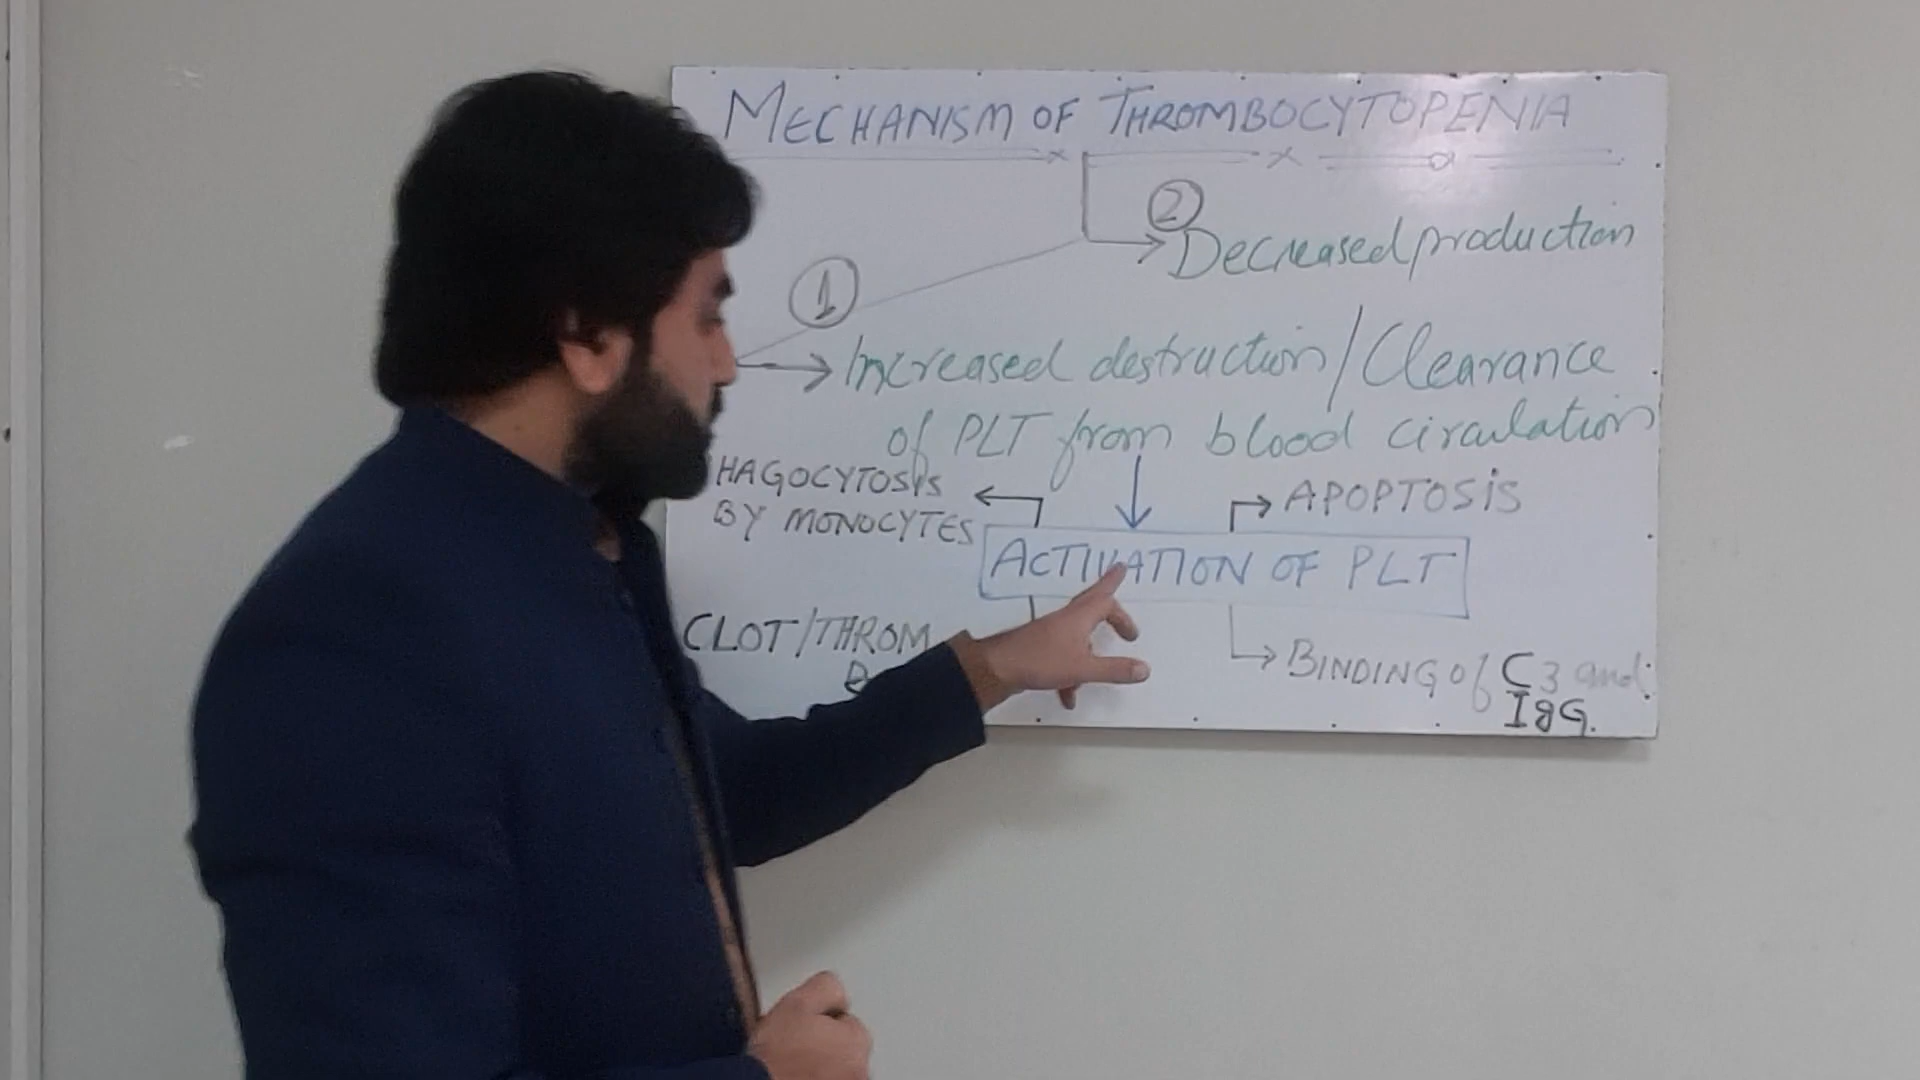 MECHANISM OF THROMBOCYTOPENIA
2
Decreased production
1
Increased destruction/Clearance
of PLT from blood circulation
HAGOCYTOSIS
BY MONOCYTES
APOPTOSIS
ACTIVATION OF PLT
CLOT/THROM
BINDING of C3 and
IgG.